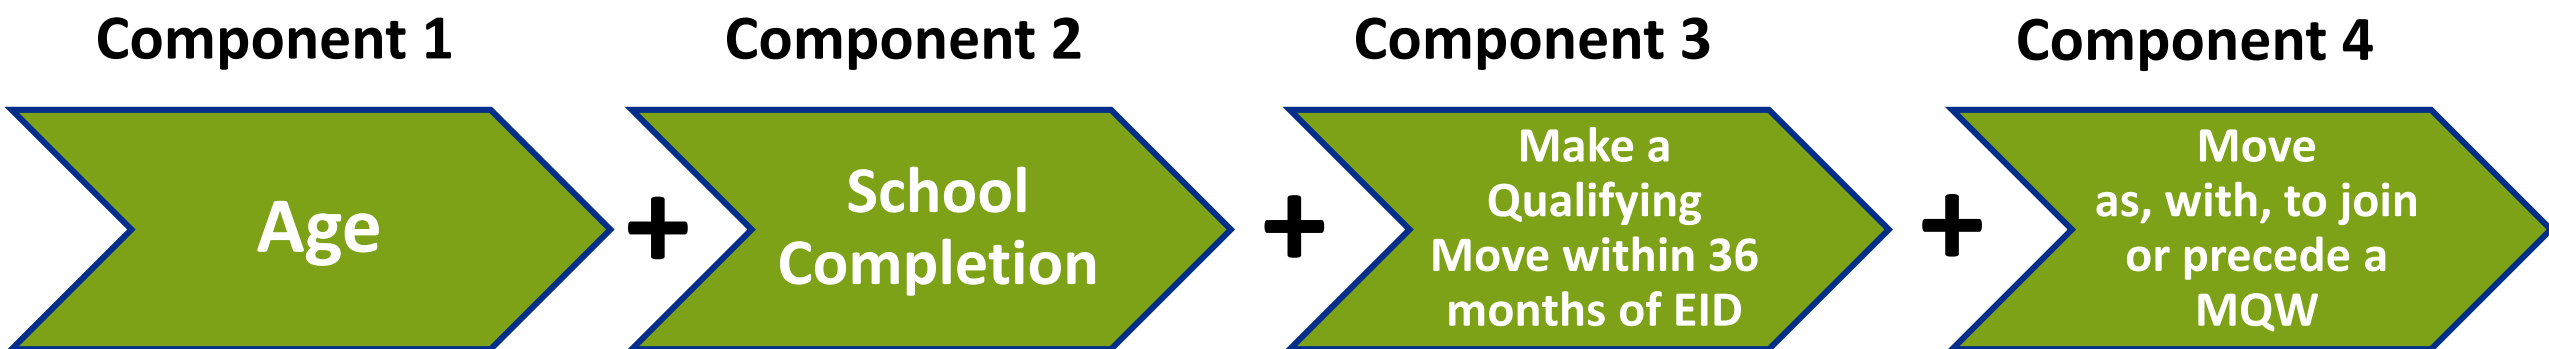 Component 1
Component 2
Component 3
Component 4
Age
+
School
Completion
+
Make a
Qualifying
Move within 36
months of EID
+
Move
as, with, to join
or precede a
MQW